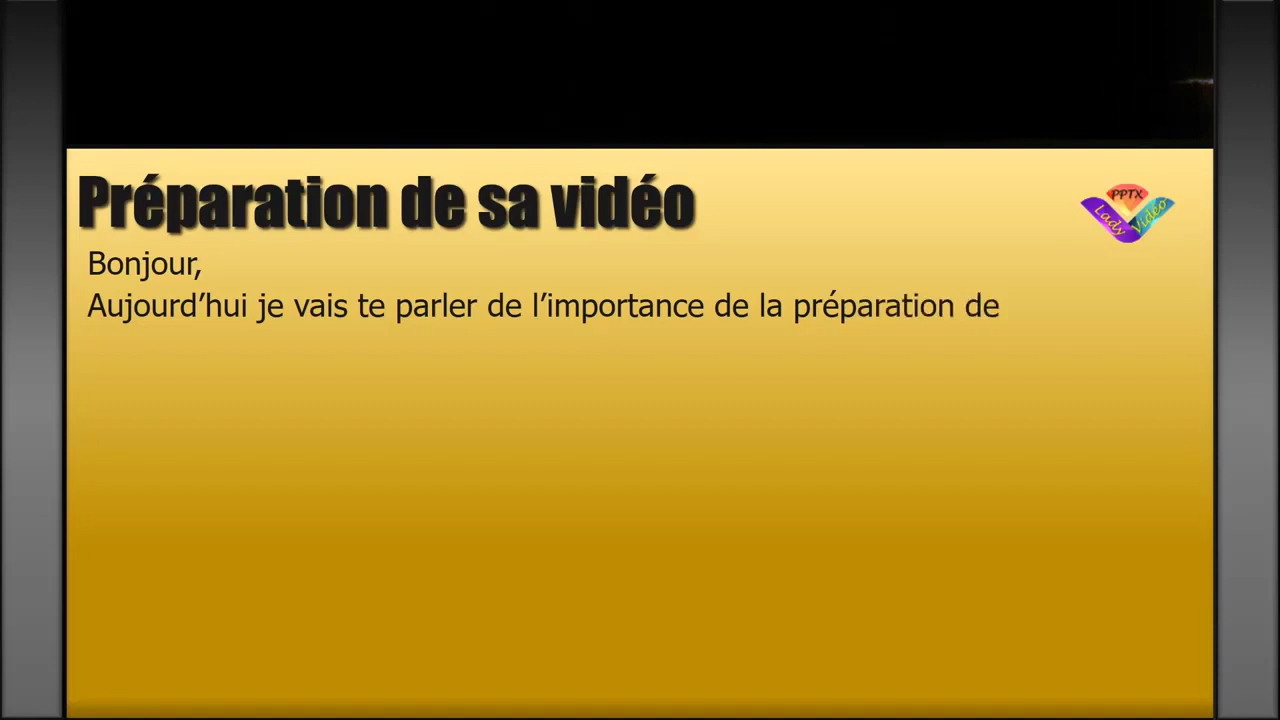 Préparation de sa vidéo
PPTX
Lady Vidéo
Bonjour,
Aujourd’hui je vais te parler de l’importance de la préparation de